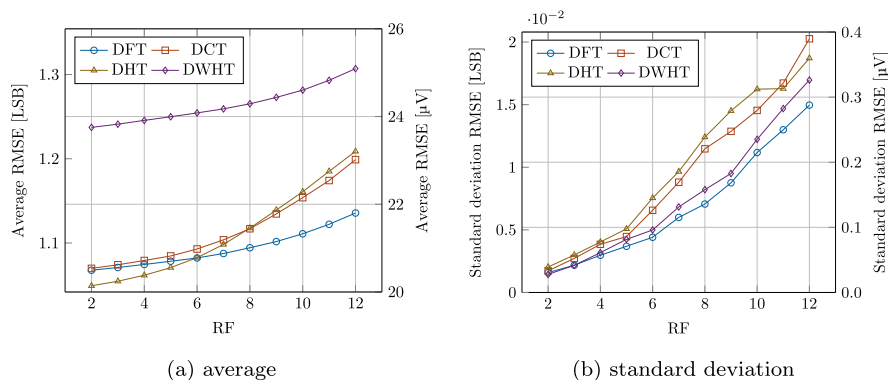 DFT DCT
DHT DWHT
1.3
1.2
1.1
26
24
22
20
2 4 6 8 10 12
RF
Average RMSE [LSB]
Average RMSE [µV]
(a) average
·10⁻²
DFT DCT
DHT DWHT
2
1.5
1
0.5
0
0.4
0.3
0.2
0.1
0.0
2 4 6 8 10 12
RF
Standard deviation RMSE [LSB]
Standard deviation RMSE [µV]
(b) standard deviation